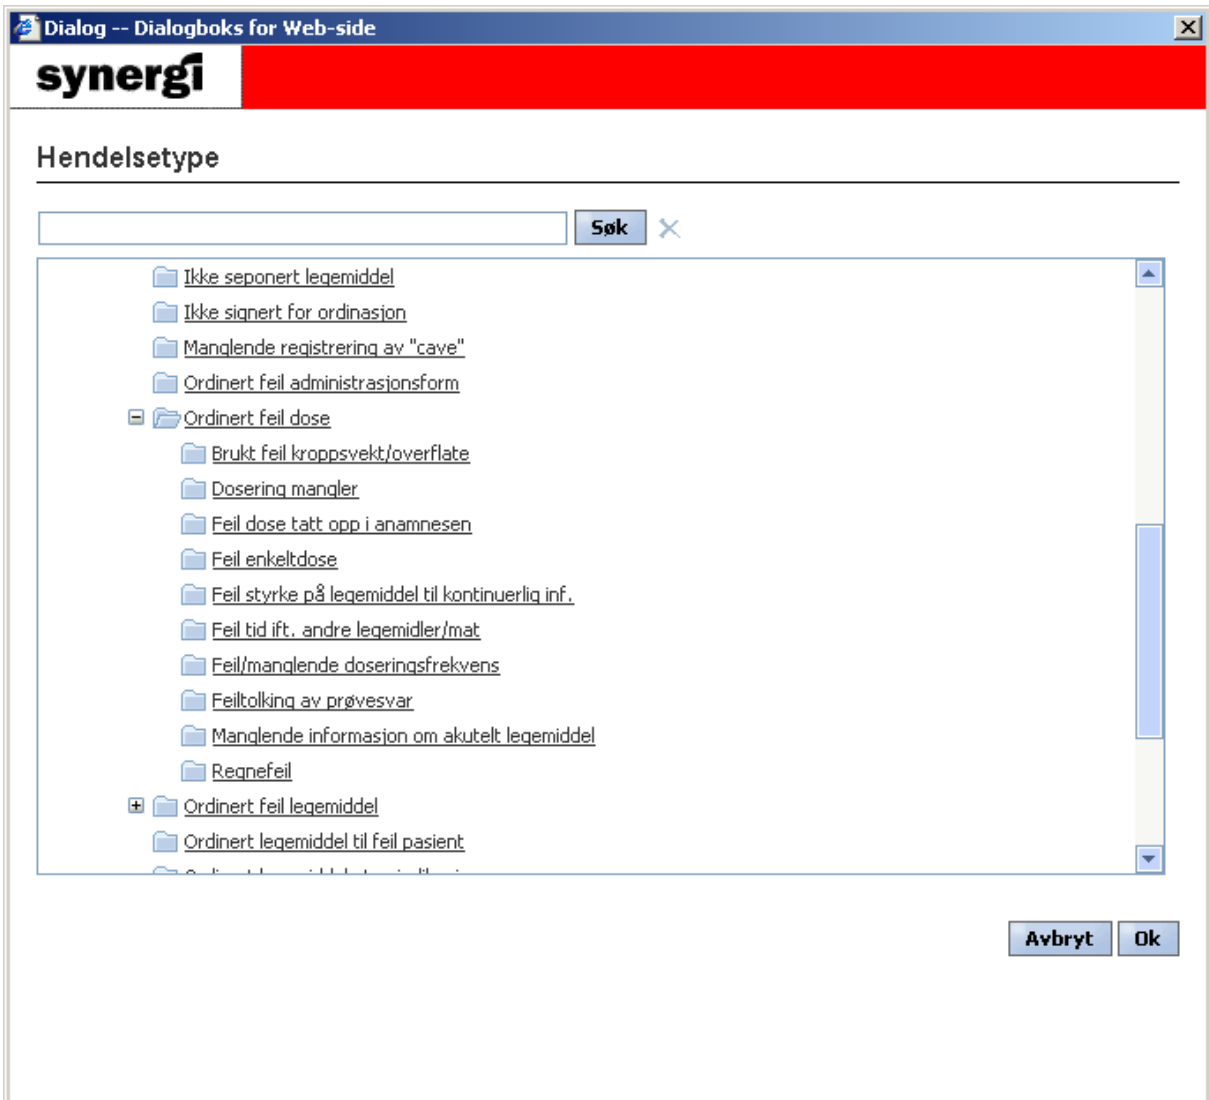 Dialog -- Dialogboks for Web-side
synergi
Hendelsetype
Søk
Ikke seponert legemiddel
Ikke signert for ordinasjon
Manglende registrering av "cave"
Ordinert feil administrasjonsform
Ordinert feil dose
Brukt feil kroppsvekt/overflate
Dosering mangler
Feil dose tatt opp i anamnesen
Feil enkeltdose
Feil styrke på legemiddel til kontinuerlig inf.
Feil tid ift. andre legemidler/mat
Feil/manglende doseringsfrekvens
Feiltolking av prøvesvar
Manglende informasjon om akutelt legemiddel
Regnefeil
Ordinert feil legemiddel
Ordinert legemiddel til feil pasient
Avbryt Ok